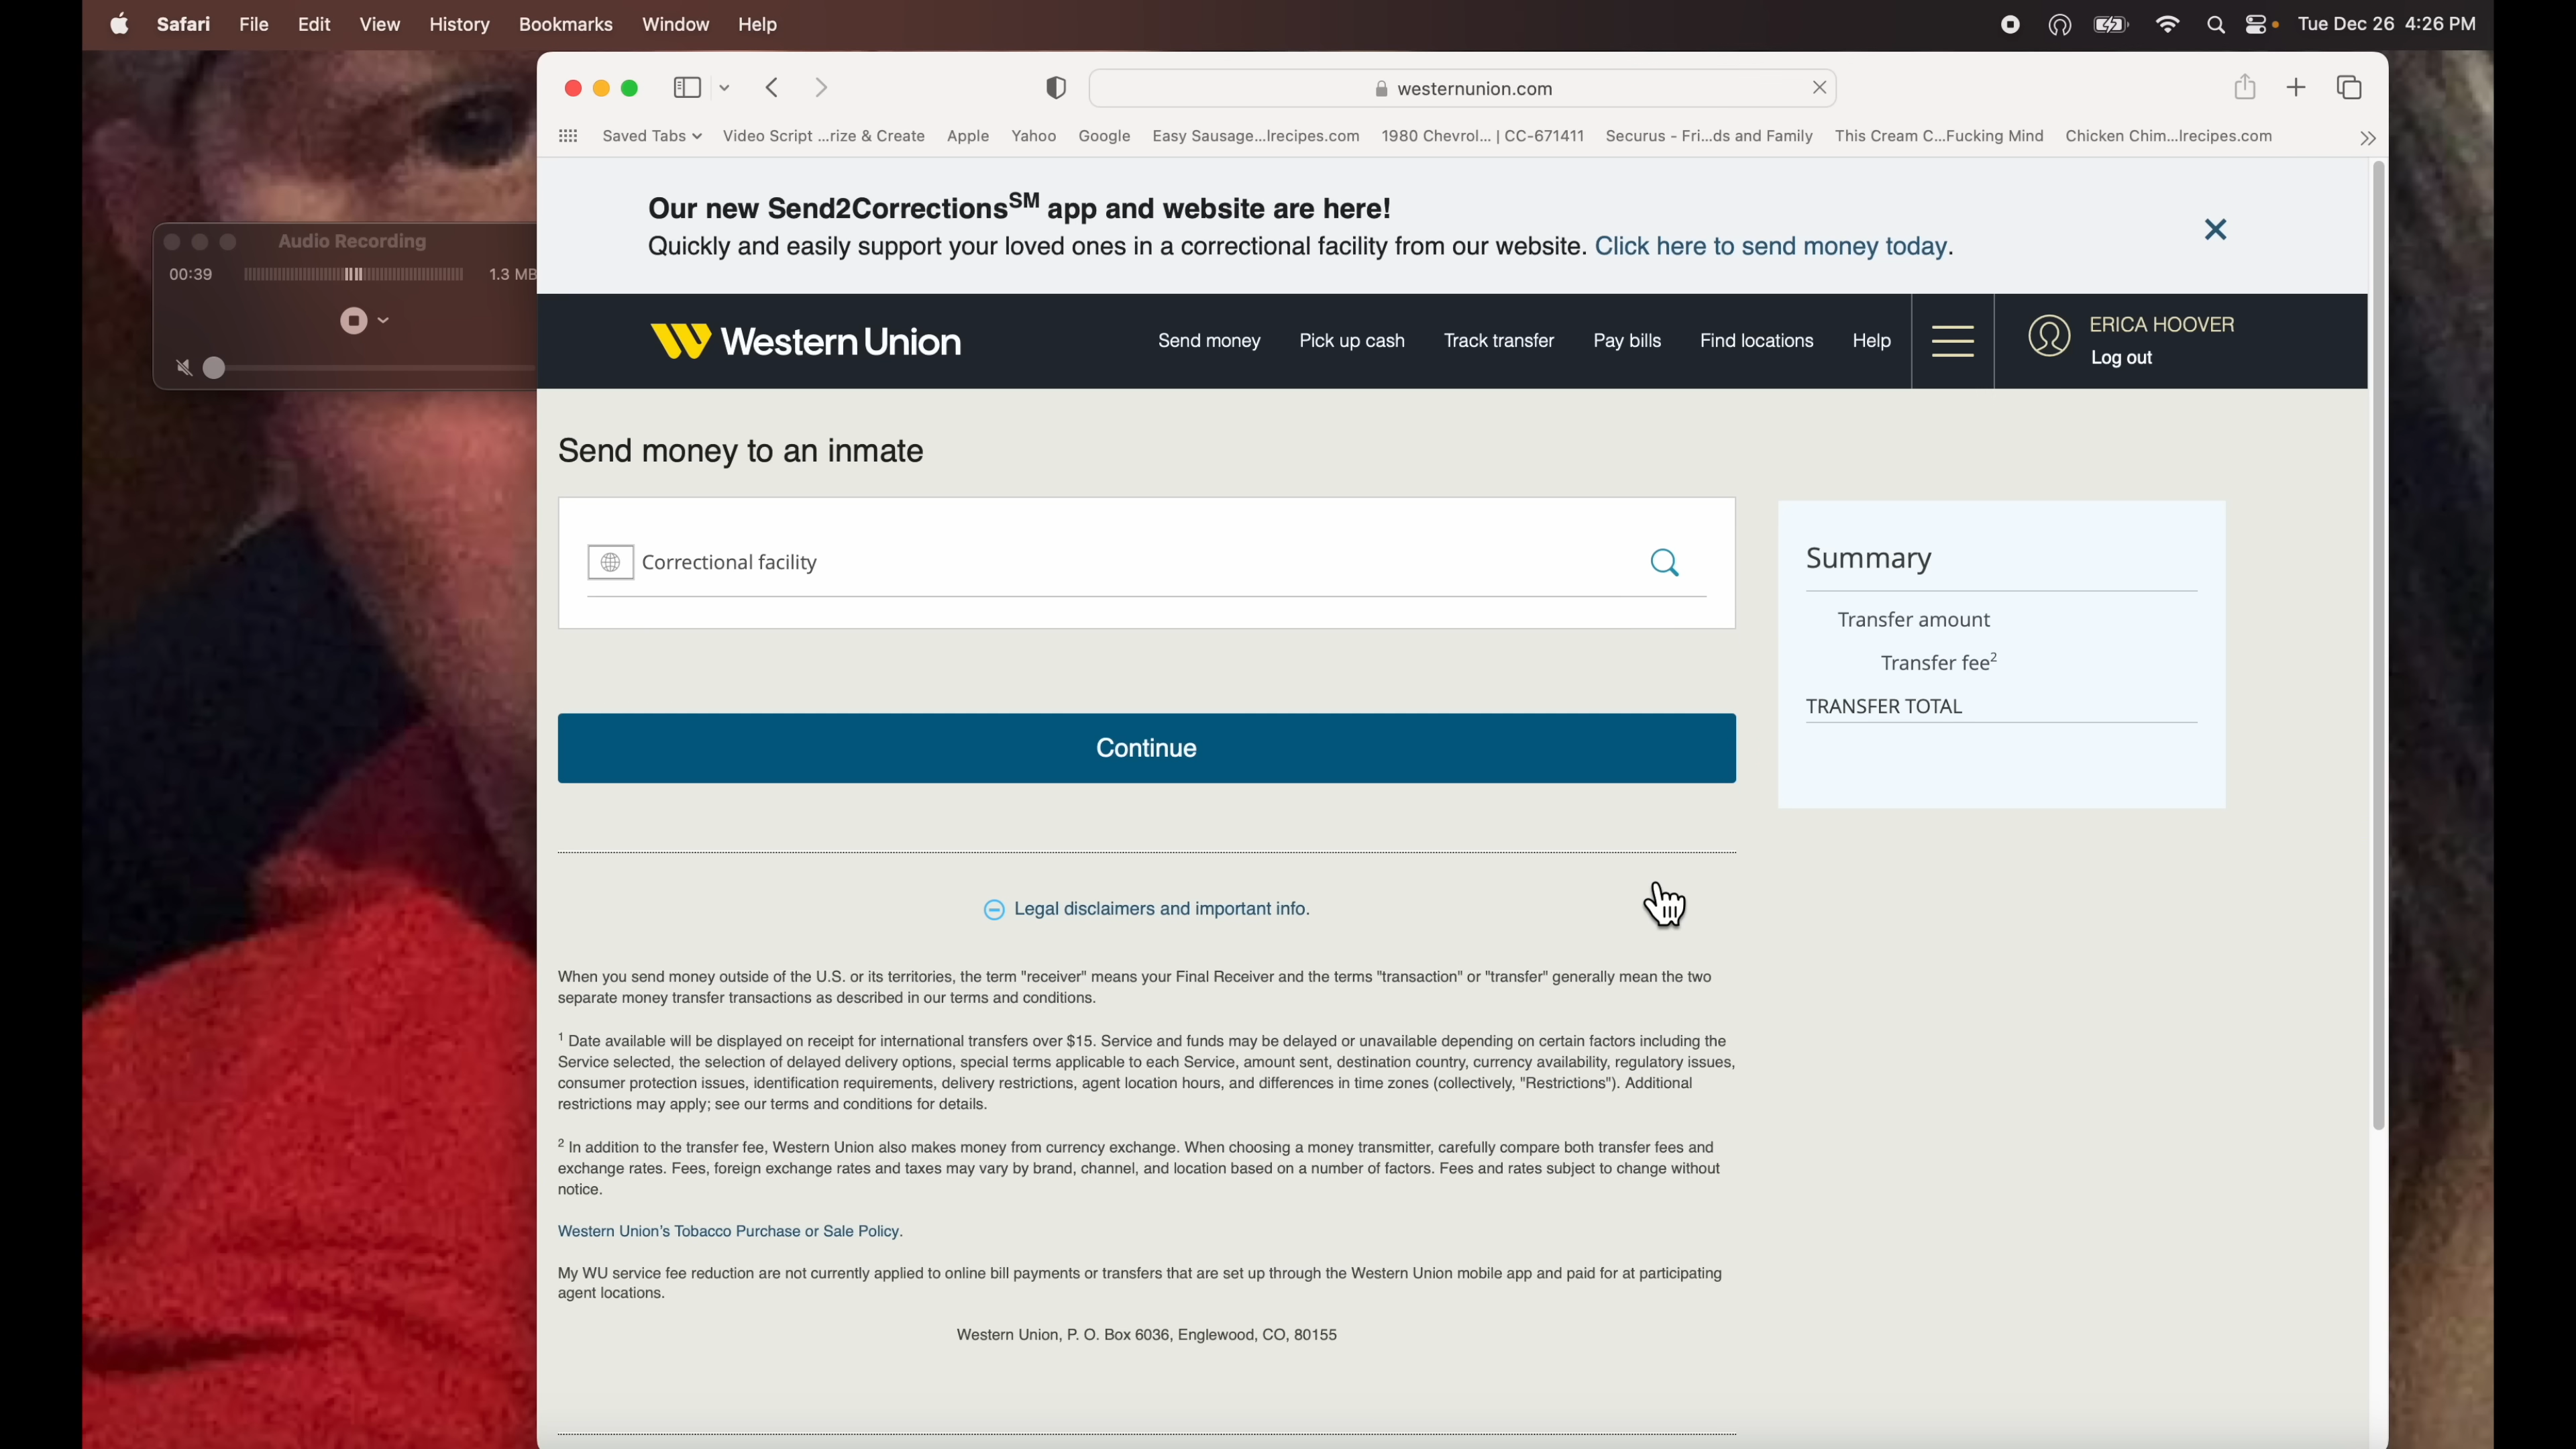 Safari File Edit View History Bookmarks Window Help Tue Dec 26 4:26 PM
westernunion.com
Saved Tabs Video Script ...rize & Create Apple Yahoo Google Easy Sausage...lrecipes.com 1980 Chevrol... | CC-671411 Securus - Fri...ds and Family This Cream C...Fucking Mind Chicken Chim...lrecipes.com
Audio Recording
00:39 1.3 MB
Our new Send2CorrectionsSM app and website are here!
Quickly and easily support your loved ones in a correctional facility from our website. Click here to send money today.
Western Union Send money Pick up cash Track transfer Pay bills Find locations Help ERICA HOOVER
Log out
Send money to an inmate
Correctional facility
Continue
Summary
Transfer amount
Transfer fee2
TRANSFER TOTAL
Legal disclaimers and important info.
When you send money outside of the U.S. or its territories, the term "receiver" means your Final Receiver and the terms "transaction" or "transfer" generally mean the two
separate money transfer transactions as described in our terms and conditions.
1 Date available will be displayed on receipt for international transfers over $15. Service and funds may be delayed or unavailable depending on certain factors including the
Service selected, the selection of delayed delivery options, special terms applicable to each Service, amount sent, destination country, currency availability, regulatory issues,
consumer protection issues, identification requirements, delivery restrictions, agent location hours, and differences in time zones (collectively, "Restrictions"). Additional
restrictions may apply; see our terms and conditions for details.
2 In addition to the transfer fee, Western Union also makes money from currency exchange. When choosing a money transmitter, carefully compare both transfer fees and
exchange rates. Fees, foreign exchange rates and taxes may vary by brand, channel, and location based on a number of factors. Fees and rates subject to change without
notice.
Western Union's Tobacco Purchase or Sale Policy.
My WU service fee reduction are not currently applied to online bill payments or transfers that are set up through the Western Union mobile app and paid for at participating
agent locations.
Western Union, P. O. Box 6036, Englewood, CO, 80155